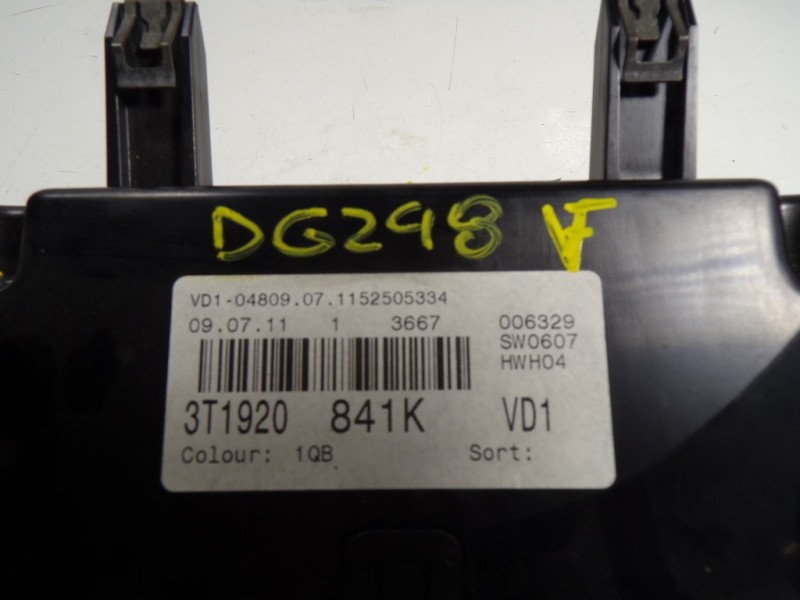 DG298 VF
VD1-04809.07.1152505334
09.07.11 1 3667 006329
SW0607
HWH04
3T1920 841K VD1
Colour: 1QB Sort: